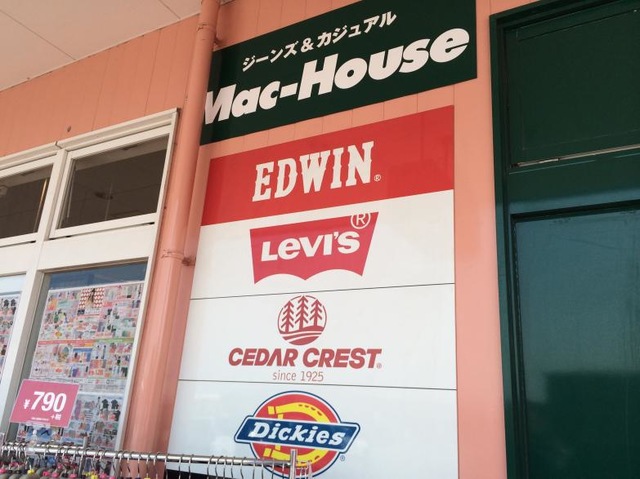 ジーンズ&カジュアル
Mac-House
EDWIN®
LEVI'S®
CEDAR CREST®
since 1925
Dickies®
¥790